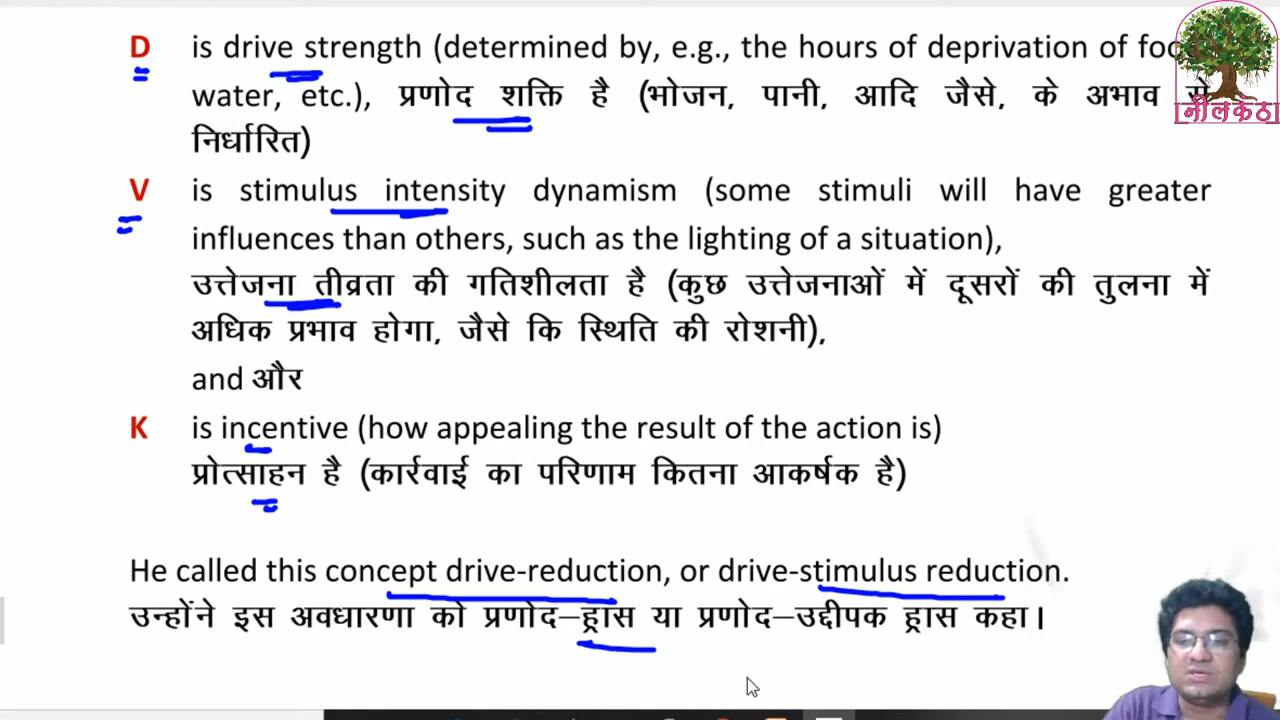 D is drive strength (determined by, e.g., the hours of deprivation of
water, etc.), प्रणोद शक्ति है (भोजन, पानी, आदि जैसे, के अभाव से
निर्धारित)
V is stimulus intensity dynamism (some stimuli will have greater
influences than others, such as the lighting of a situation),
उत्तेजना तीव्रता की गतिशीलता है (कुछ उत्तेजनाओं में दूसरों की तुलना में
अधिक प्रभाव होगा, जैसे कि स्थिति की रोशनी),
and और
K is incentive (how appealing the result of the action is)
प्रोत्साहन है (कार्रवाई का परिणाम कितना आकर्षक है)
He called this concept drive-reduction, or drive-stimulus reduction.
उन्होंने इस अवधारणा को प्रणोद–ह्रास या प्रणोद–उद्दीपक ह्रास कहा।
नीलकंठ